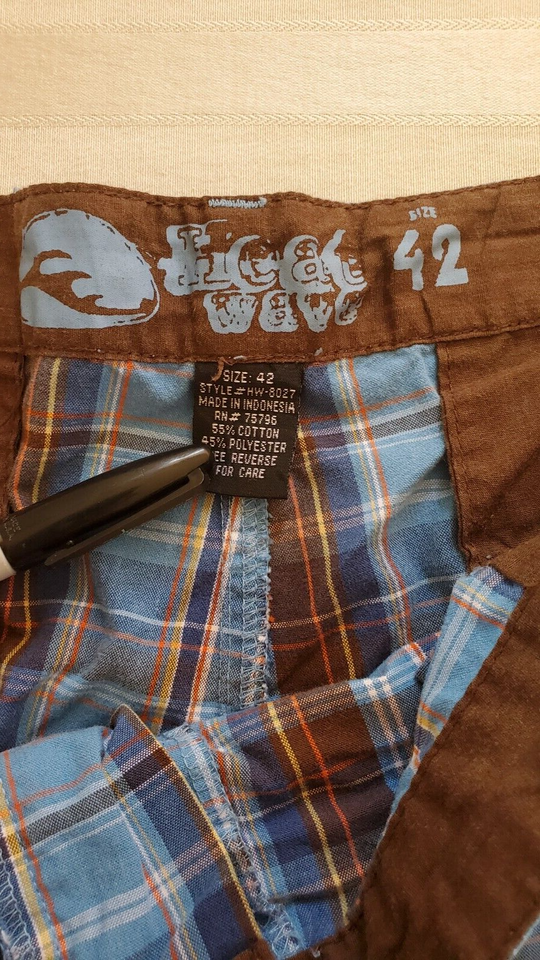 Heat
wave
SIZE
42
SIZE: 42
STYLE# HW-8027
MADE IN INDONESIA
RN# 75796
55% COTTON
45% POLYESTER
EE REVERSE
FOR CARE